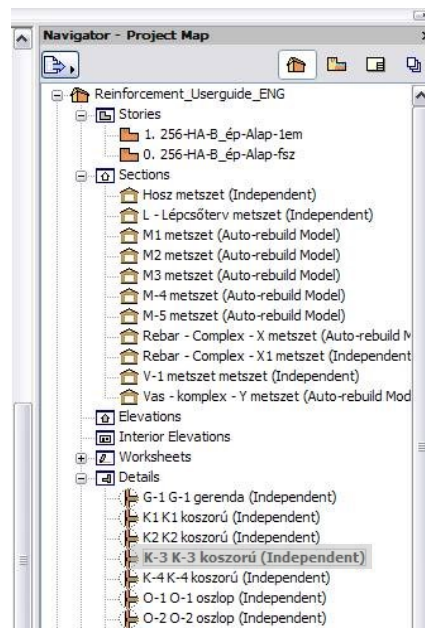 Navigator - Project Map
Reinforcement_Userguide_ENG
Stories
1. 256-HA-B_ép-Alap-1em
0. 256-HA-B_ép-Alap-fsz
Sections
Hosz metszet (Independent)
L - Lépcsőterv metszet (Independent)
M1 metszet (Auto-rebuild Model)
M2 metszet (Auto-rebuild Model)
M3 metszet (Auto-rebuild Model)
M-4 metszet (Auto-rebuild Model)
M-5 metszet (Auto-rebuild Model)
Rebar - Complex - X metszet (Auto-rebuild M
Rebar - Complex - X1 metszet (Independent
V-1 metszet metszet (Independent)
Vas - komplex - Y metszet (Auto-rebuild Mod
Elevations
Interior Elevations
Worksheets
Details
G-1 G-1 gerenda (Independent)
K1 K1 koszorú (Independent)
K2 K2 koszorú (Independent)
K-3 K-3 koszorú (Independent)
K-4 K-4 koszorú (Independent)
O-1 O-1 oszlop (Independent)
O-2 O-2 oszlop (Independent)